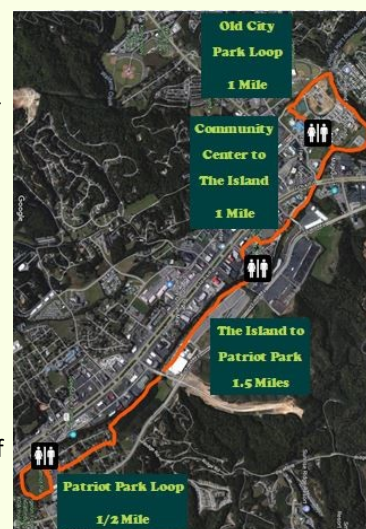 Old City
Park Loop
1 Mile
Community
Center to
The Island
1 Mile
Google
The Island to
Patriot Park
1.5 Miles
f
Patriot Park Loop
1/2 Mile